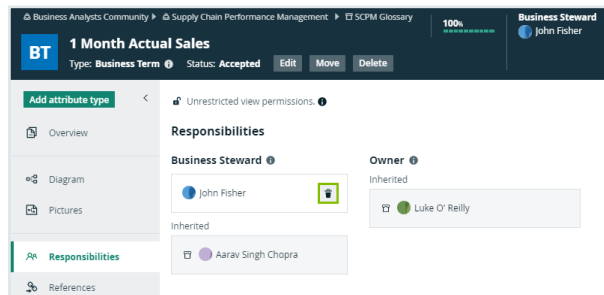 Business Analysts Community Supply Chain Performance Management SCPM Glossary
100%
Business Steward
John Fisher
BT
1 Month Actual Sales
Type: Business Term Status: Accepted Edit Move Delete
Add attribute type
Unrestricted view permissions.
Overview
Responsibilities
Business Steward
Owner
Inherited
Diagram
John Fisher
Luke O' Reilly
Pictures
Inherited
Responsibilities
Aarav Singh Chopra
References